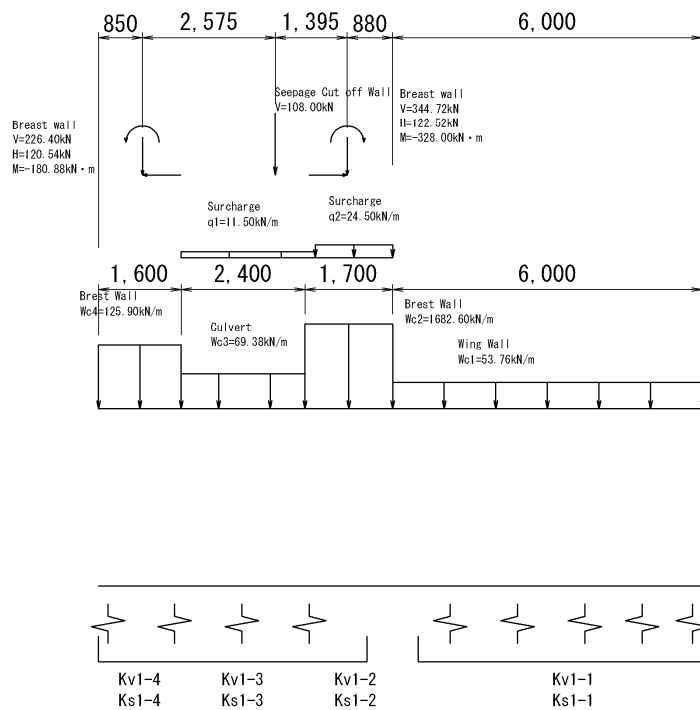 850 2,575 1,395 880 6,000
Seepage Cut off Wall
V=108.00kN
Breast wall
V=344.72kN
H=122.52kN
M=-328.00kN・m
Breast wall
V=226.40kN
H=120.54kN
M=-180.88kN・m
Surcharge
q1=11.50kN/m
Surcharge
q2=24.50kN/m
1,600 2,400 1,700 6,000
Brest Wall
Wc4=125.90kN/m
Culvert
Wc3=69.38kN/m
Brest Wall
Wc2=1682.60kN/m
Wing Wall
Wc1=53.76kN/m
Kv1-4 Kv1-3 Kv1-2 Kv1-1
Ks1-4 Ks1-3 Ks1-2 Ks1-1